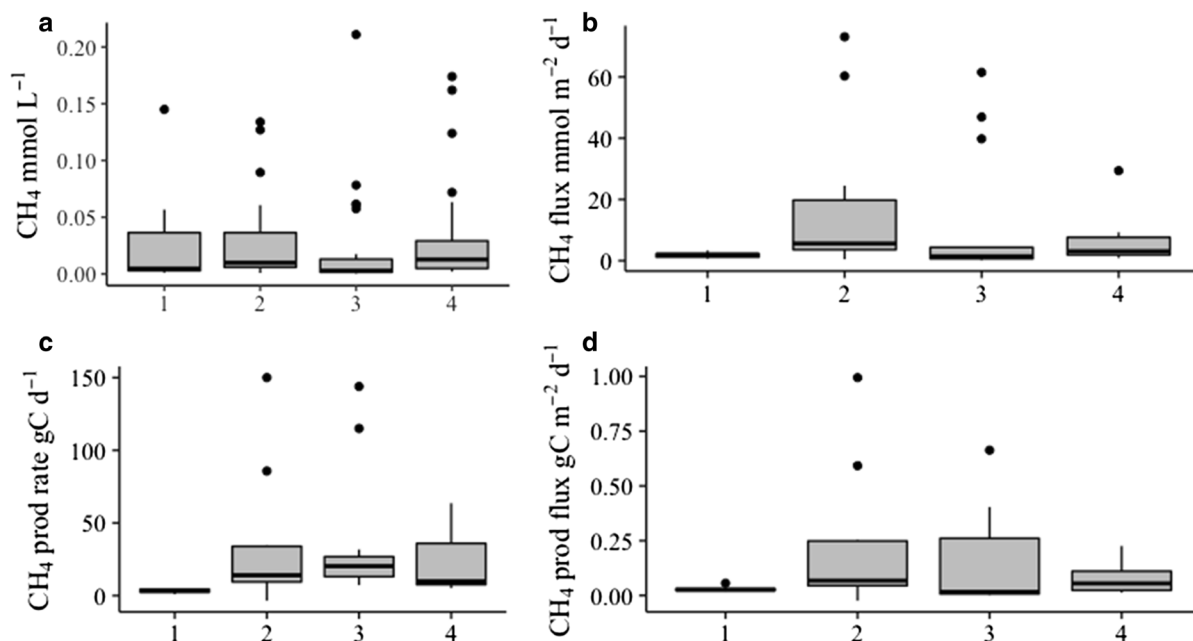 a
CH₄ mmol L⁻¹
0.20
0.15
0.10
0.05
0.00
1 2 3 4
b
CH₄ flux mmol m⁻² d⁻¹
60
40
20
0
1 2 3 4
c
CH₄ prod rate gC d⁻¹
150
100
50
0
1 2 3 4
d
CH₄ prod flux gC m⁻² d⁻¹
1.00
0.75
0.50
0.25
0.00
1 2 3 4